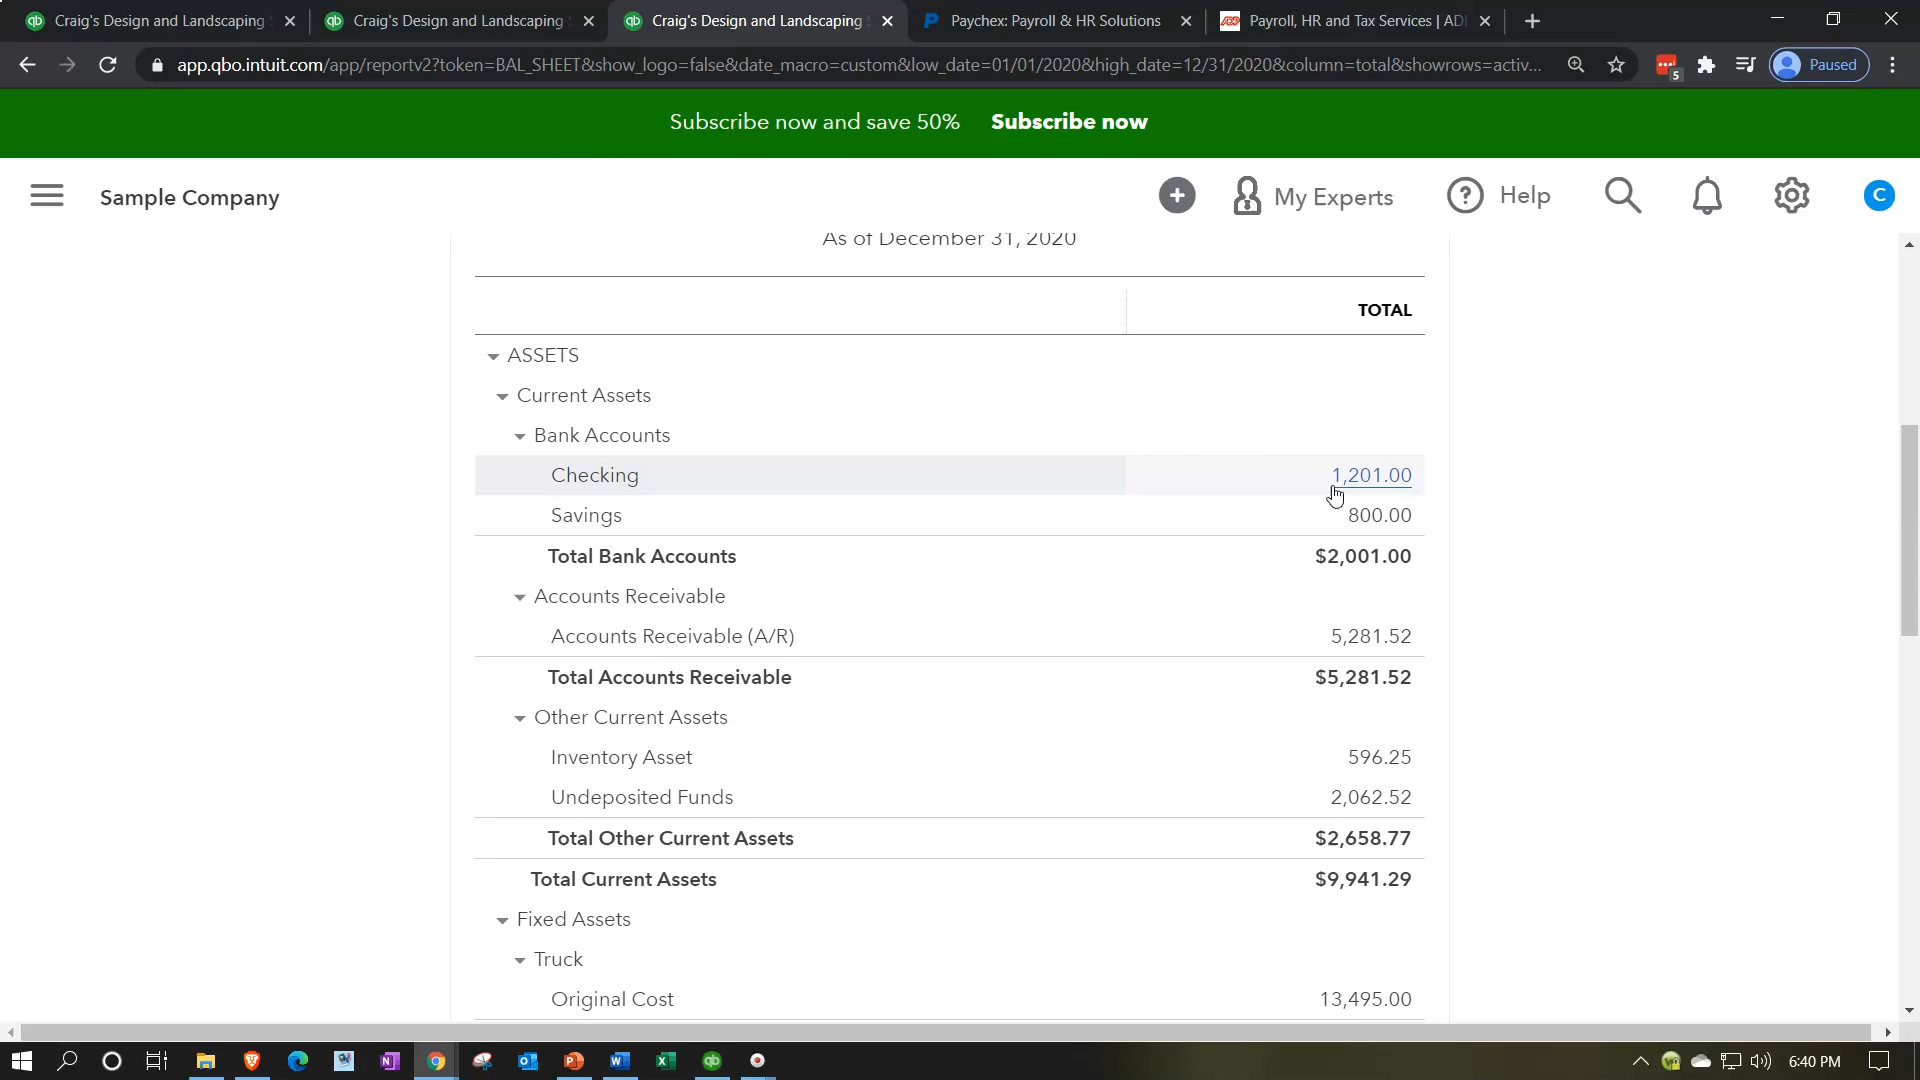 Craig's Design and Landscaping
Craig's Design and Landscaping
Craig's Design and Landscaping
Paychex: Payroll & HR Solutions
Payroll, HR and Tax Services | AD
app.qbo.intuit.com/app/reportv2?token=BAL_SHEET&show_logo=false&date_macro=custom&low_date=01/01/2020&high_date=12/31/2020&column=total&showrows=activ...
5
Paused
Subscribe now and save 50% Subscribe now
Sample Company
My Experts
Help
C
As of December 31, 2020
TOTAL
ASSETS
Current Assets
Bank Accounts
Checking 1,201.00
Savings 800.00
Total Bank Accounts $2,001.00
Accounts Receivable
Accounts Receivable (A/R) 5,281.52
Total Accounts Receivable $5,281.52
Other Current Assets
Inventory Asset 596.25
Undeposited Funds 2,062.52
Total Other Current Assets $2,658.77
Total Current Assets $9,941.29
Fixed Assets
Truck
Original Cost 13,495.00
6:40 PM